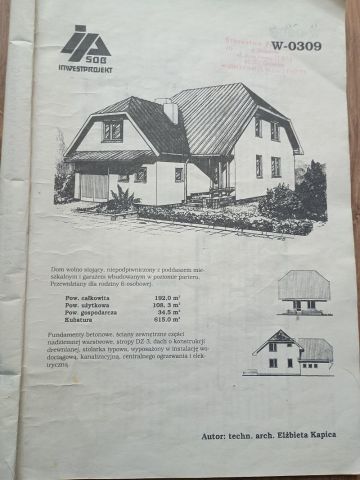 SOB
INWESTPROJEKT
W-0309
Dom wolno stojący, niepodpiwniczony z poddaszem mie-
szkalnym i garażem wbudowanym w poziomie parteru.
Przewidziany dla rodziny 6-osobowej.
Pow. całkowita 192.0 m²
Pow. użytkowa 108.3 m²
Pow. gospodarcza 34.5 m²
Kubatura 615.0 m³
Fundamenty betonowe, ściany zewnętrzne części
nadziemnej warstwowe, stropy DZ-3, dach o konstrukcji
drewnianej, stolarka typowa, wyposażony w instalację wo-
dociągową, kanalizacyjną, centralnego ogrzewania i elek-
tryczną.
Autor: techn. arch. Elżbieta Kapica